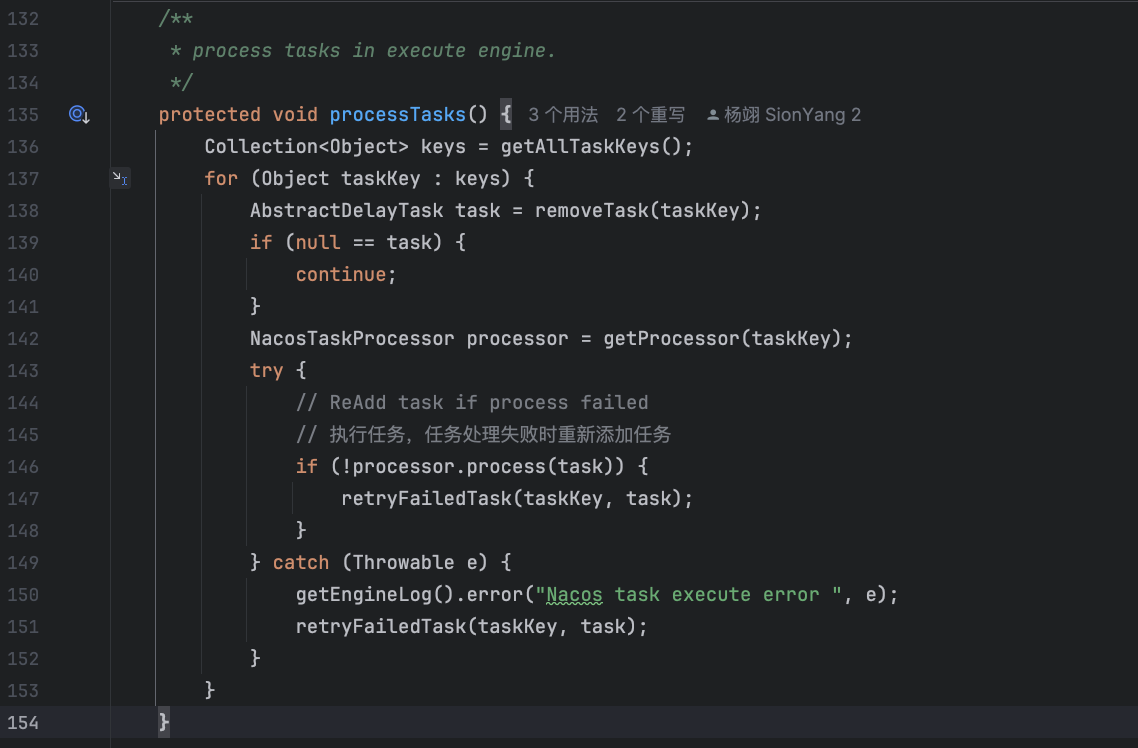 132 /**
133 * process tasks in execute engine.
134 */
135 protected void processTasks() { 3 个用法 2 个重写 杨翊 SionYang 2
136 Collection<Object> keys = getAllTaskKeys();
137 for (Object taskKey : keys) {
138 AbstractDelayTask task = removeTask(taskKey);
139 if (null == task) {
140 continue;
141 }
142 NacosTaskProcessor processor = getProcessor(taskKey);
143 try {
144 // ReAdd task if process failed
145 // 执行任务，任务处理失败时重新添加任务
146 if (!processor.process(task)) {
147 retryFailedTask(taskKey, task);
148 }
149 } catch (Throwable e) {
150 getEngineLog().error("Nacos task execute error ", e);
151 retryFailedTask(taskKey, task);
152 }
153 }
154 }